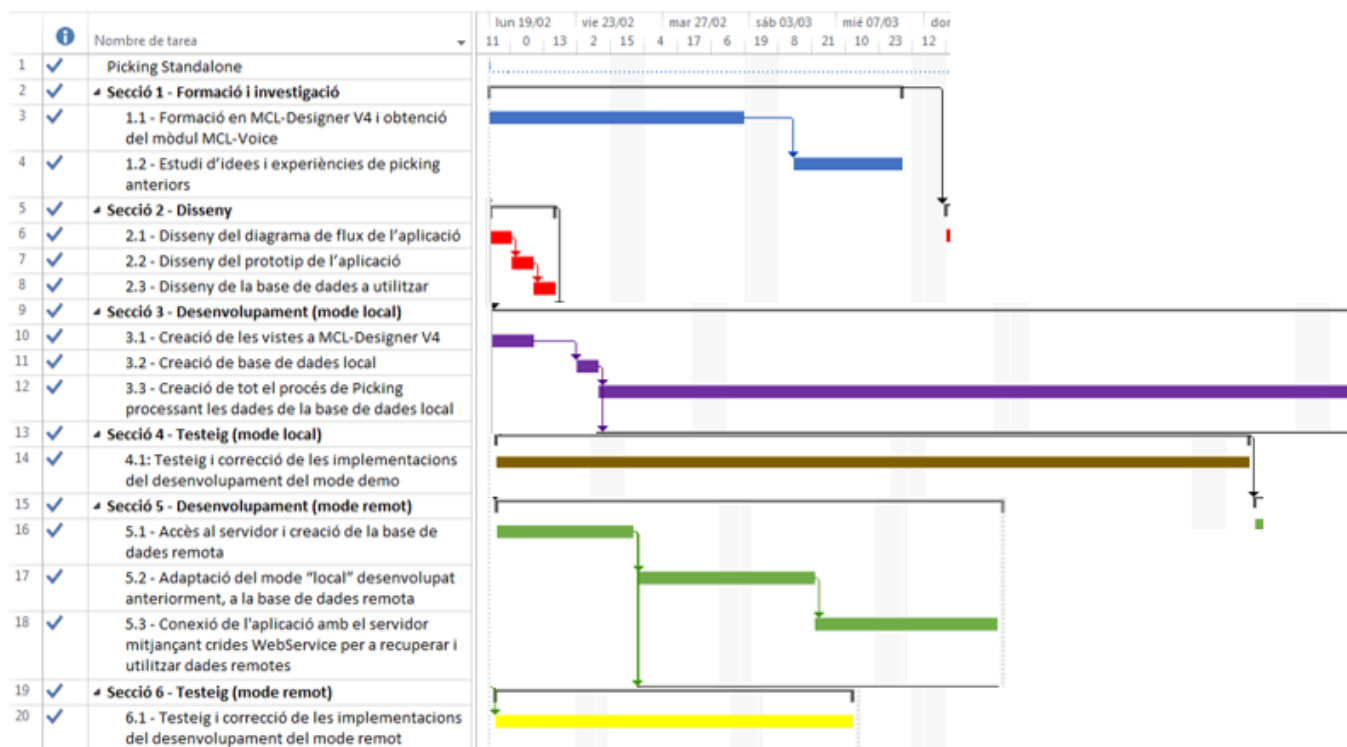 lun 19/02 vie 23/02 mar 27/02 sáb 03/03 mié 07/03 dor
Nombre de tarea 11 0 13 2 15 4 17 6 19 8 21 10 23 12
1 Picking Standalone
2 Secció 1 - Formació i investigació
3 1.1 - Formació en MCL-Designer V4 i obtenció
del mòdul MCL-Voice
4 1.2 - Estudi d'idees i experiències de picking
anteriors
5 Secció 2 - Disseny
6 2.1 - Disseny del diagrama de flux de l'aplicació
7 2.2 - Disseny del prototip de l'aplicació
8 2.3 - Disseny de la base de dades a utilitzar
9 Secció 3 - Desenvolupament (mode local)
10 3.1 - Creació de les vistes a MCL-Designer V4
11 3.2 - Creació de base de dades local
12 3.3 - Creació de tot el procés de Picking
processant les dades de la base de dades local
13 Secció 4 - Testeig (mode local)
14 4.1: Testeig i correcció de les implementacions
del desenvolupament del mode demo
15 Secció 5 - Desenvolupament (mode remot)
16 5.1 - Accès al servidor i creació de la base de
dades remota
17 5.2 - Adaptació del mode "local" desenvolupat
anteriorment, a la base de dades remota
18 5.3 - Conexió de l'aplicació amb el servidor
mitjançant crides WebService per a recuperar i
utilitzar dades remotes
19 Secció 6 - Testeig (mode remot)
20 6.1 - Testeig i correcció de les implementacions
del desenvolupament del mode remot